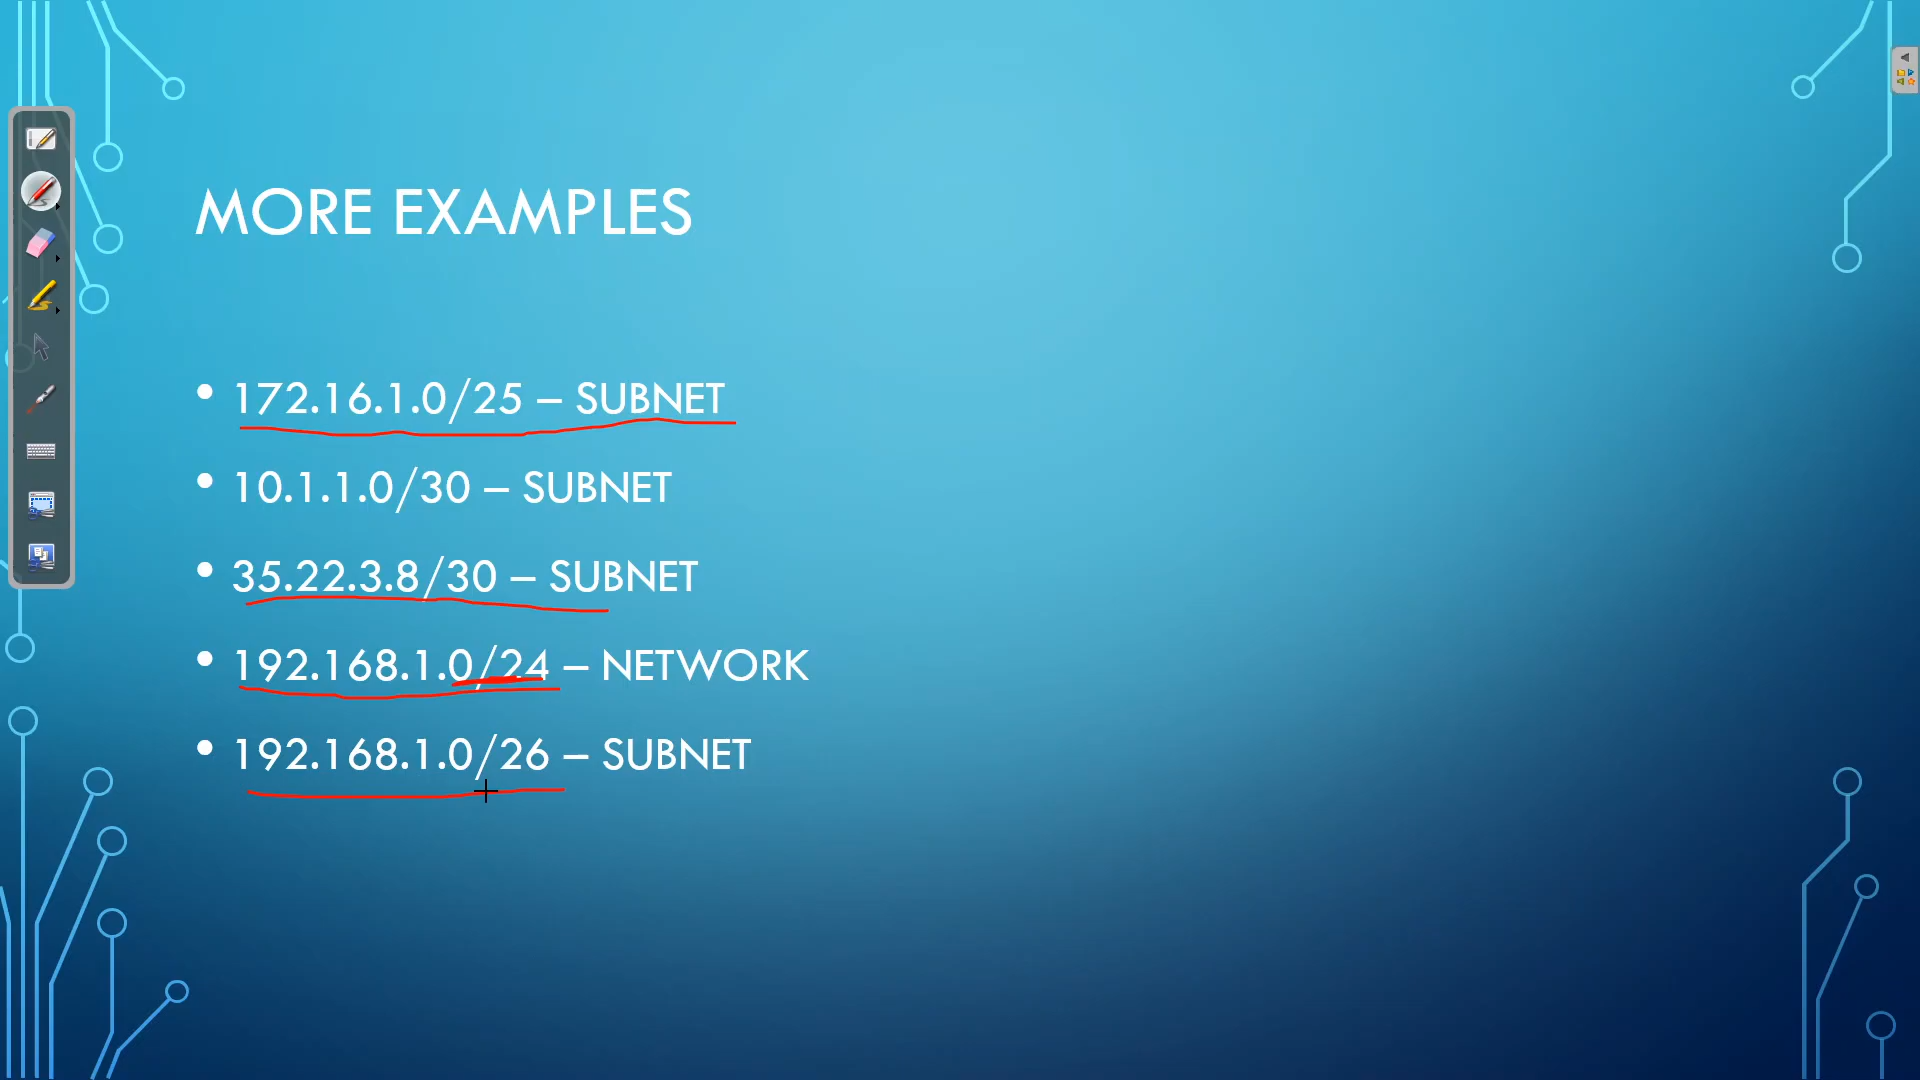 MORE EXAMPLES
• 172.16.1.0/25 – SUBNET
• 10.1.1.0/30 – SUBNET
• 35.22.3.8/30 – SUBNET
• 192.168.1.0/24 – NETWORK
• 192.168.1.0/26 – SUBNET